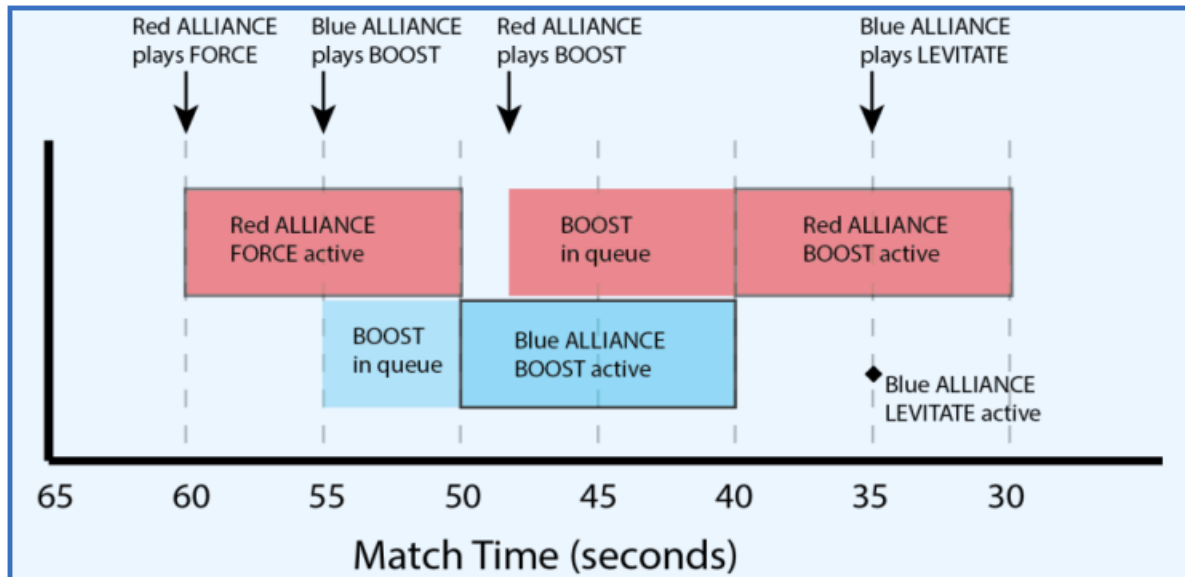 Red ALLIANCE
plays FORCE
Blue ALLIANCE
plays BOOST
Red ALLIANCE
plays BOOST
Blue ALLIANCE
plays LEVITATE
Red ALLIANCE
FORCE active
BOOST
in queue
Red ALLIANCE
BOOST active
BOOST
in queue
Blue ALLIANCE
BOOST active
Blue ALLIANCE
LEVITATE active
65 60 55 50 45 40 35 30
Match Time (seconds)